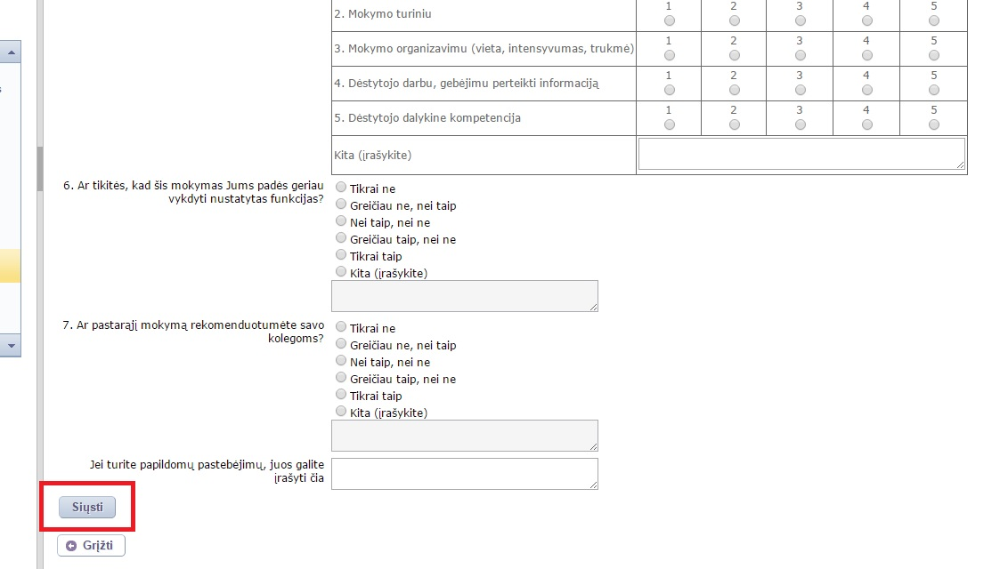 2. Mokymo turiniu 1 2 3 4 5
3. Mokymo organizavimu (vieta, intensyvumas, trukmė) 1 2 3 4 5
4. Dėstytojo darbu, gebėjimu perteikti informaciją 1 2 3 4 5
5. Dėstytojo dalykine kompetencija 1 2 3 4 5
Kita (įrašykite)
6. Ar tikitės, kad šis mokymas Jums padės geriau
vykdyti nustatytas funkcijas?
Tikrai ne
Greičiau ne, nei taip
Nei taip, nei ne
Greičiau taip, nei ne
Tikrai taip
Kita (įrašykite)
7. Ar pastarąjį mokymą rekomenduotumėte savo
kolegoms?
Tikrai ne
Greičiau ne, nei taip
Nei taip, nei ne
Greičiau taip, nei ne
Tikrai taip
Kita (įrašykite)
Jei turite papildomų pastebėjimų, juos galite
įrašyti čia
Siųsti
Grįžti